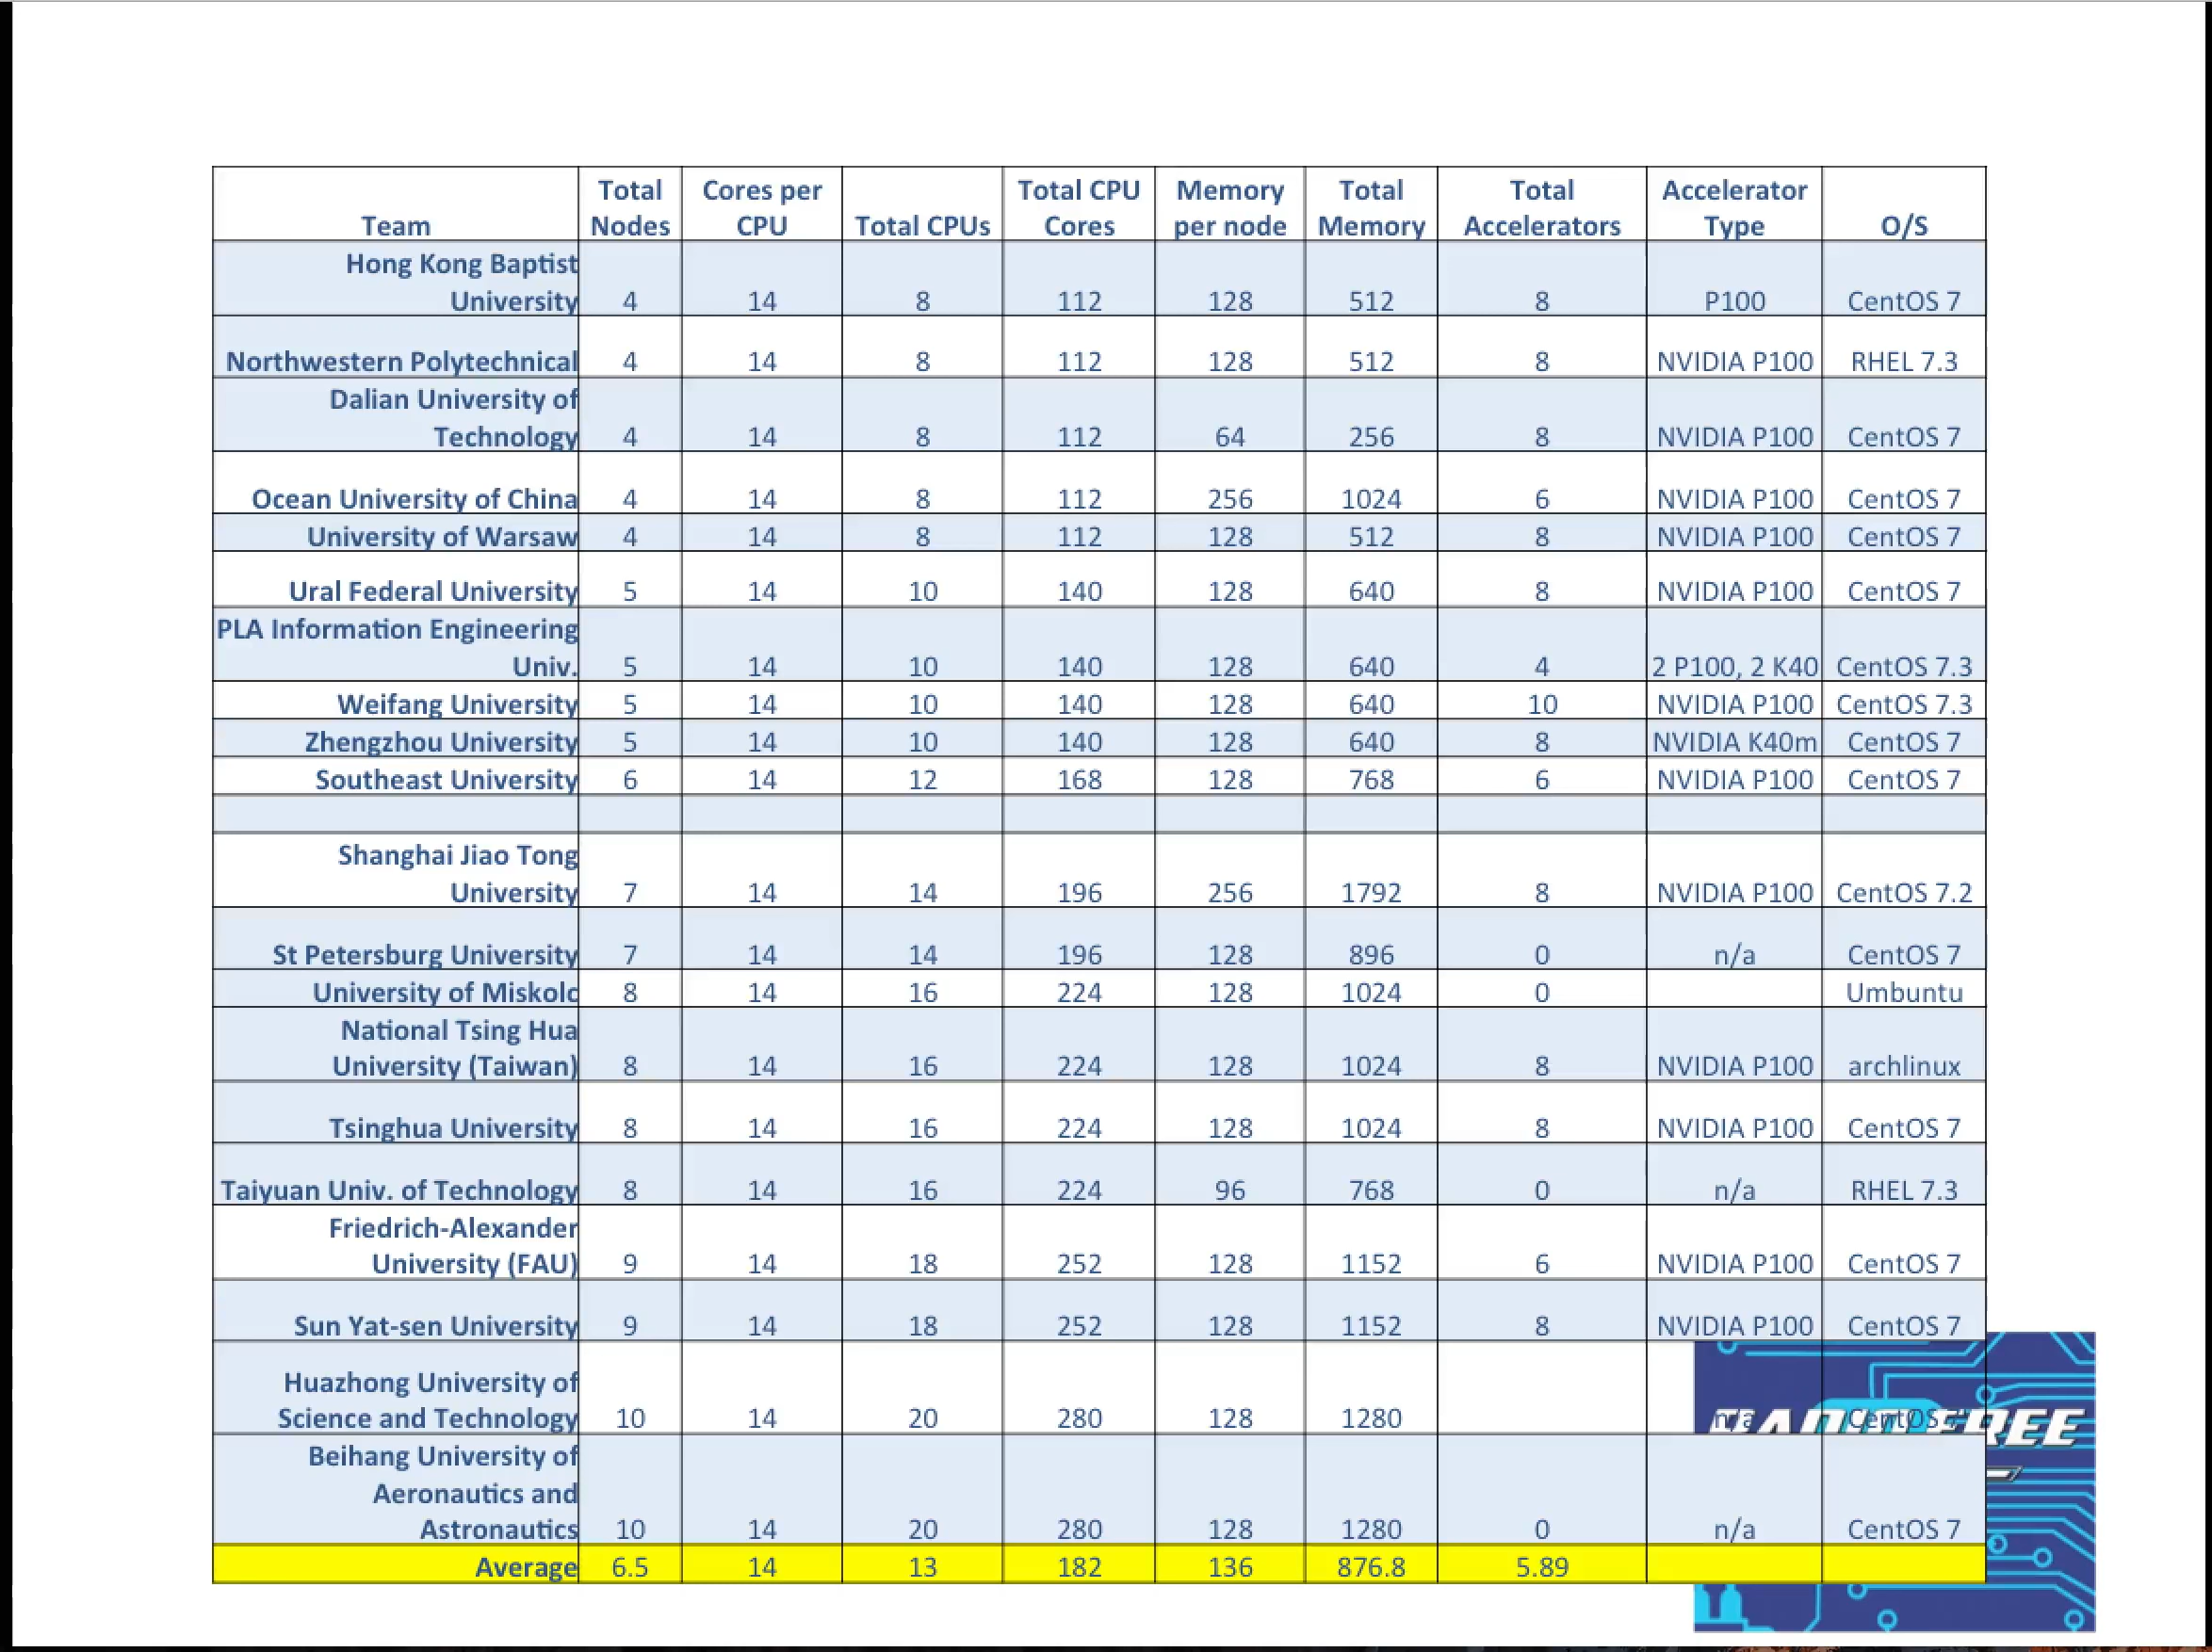 Team Total Nodes Cores per CPU Total CPUs Total CPU Cores Memory per node Total Memory Total Accelerators Accelerator Type O/S
Hong Kong Baptist University 4 14 8 112 128 512 8 P100 CentOS 7
Northwestern Polytechnical 4 14 8 112 128 512 8 NVIDIA P100 RHEL 7.3
Dalian University of Technology 4 14 8 112 64 256 8 NVIDIA P100 CentOS 7
Ocean University of China 4 14 8 112 256 1024 6 NVIDIA P100 CentOS 7
University of Warsaw 4 14 8 112 128 512 8 NVIDIA P100 CentOS 7
Ural Federal University 5 14 10 140 128 640 8 NVIDIA P100 CentOS 7
PLA Information Engineering Univ. 5 14 10 140 128 640 4 2 P100, 2 K40 CentOS 7.3
Weifang University 5 14 10 140 128 640 10 NVIDIA P100 CentOS 7.3
Zhengzhou University 5 14 10 140 128 640 8 NVIDIA K40m CentOS 7
Southeast University 6 14 12 168 128 768 6 NVIDIA P100 CentOS 7
Shanghai Jiao Tong University 7 14 14 196 256 1792 8 NVIDIA P100 CentOS 7.2
St Petersburg University 7 14 14 196 128 896 0 n/a CentOS 7
University of Miskolc 8 14 16 224 128 1024 0 Umbuntu
National Tsing Hua University (Taiwan) 8 14 16 224 128 1024 8 NVIDIA P100 archlinux
Tsinghua University 8 14 16 224 128 1024 8 NVIDIA P100 CentOS 7
Taiyuan Univ. of Technology 8 14 16 224 96 768 0 n/a RHEL 7.3
Friedrich-Alexander University (FAU) 9 14 18 252 128 1152 6 NVIDIA P100 CentOS 7
Sun Yat-sen University 9 14 18 252 128 1152 8 NVIDIA P100 CentOS 7
Huazhong University of Science and Technology 10 14 20 280 128 1280 n/a CentOS 7
Beihang University of Aeronautics and Astronautics 10 14 20 280 128 1280 0 n/a CentOS 7
Average 6.5 14 13 182 136 876.8 5.89